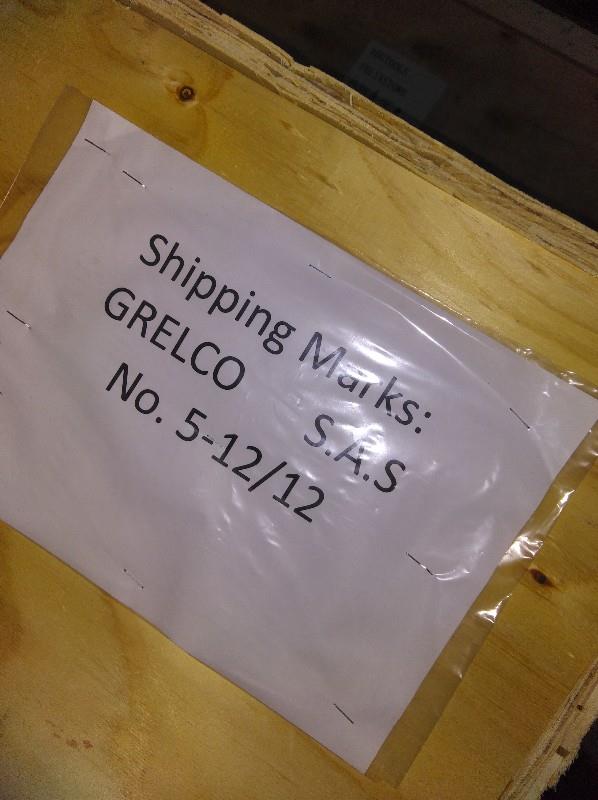 Shipping Marks:
GRELCO S.A.S
No. 5-12/12